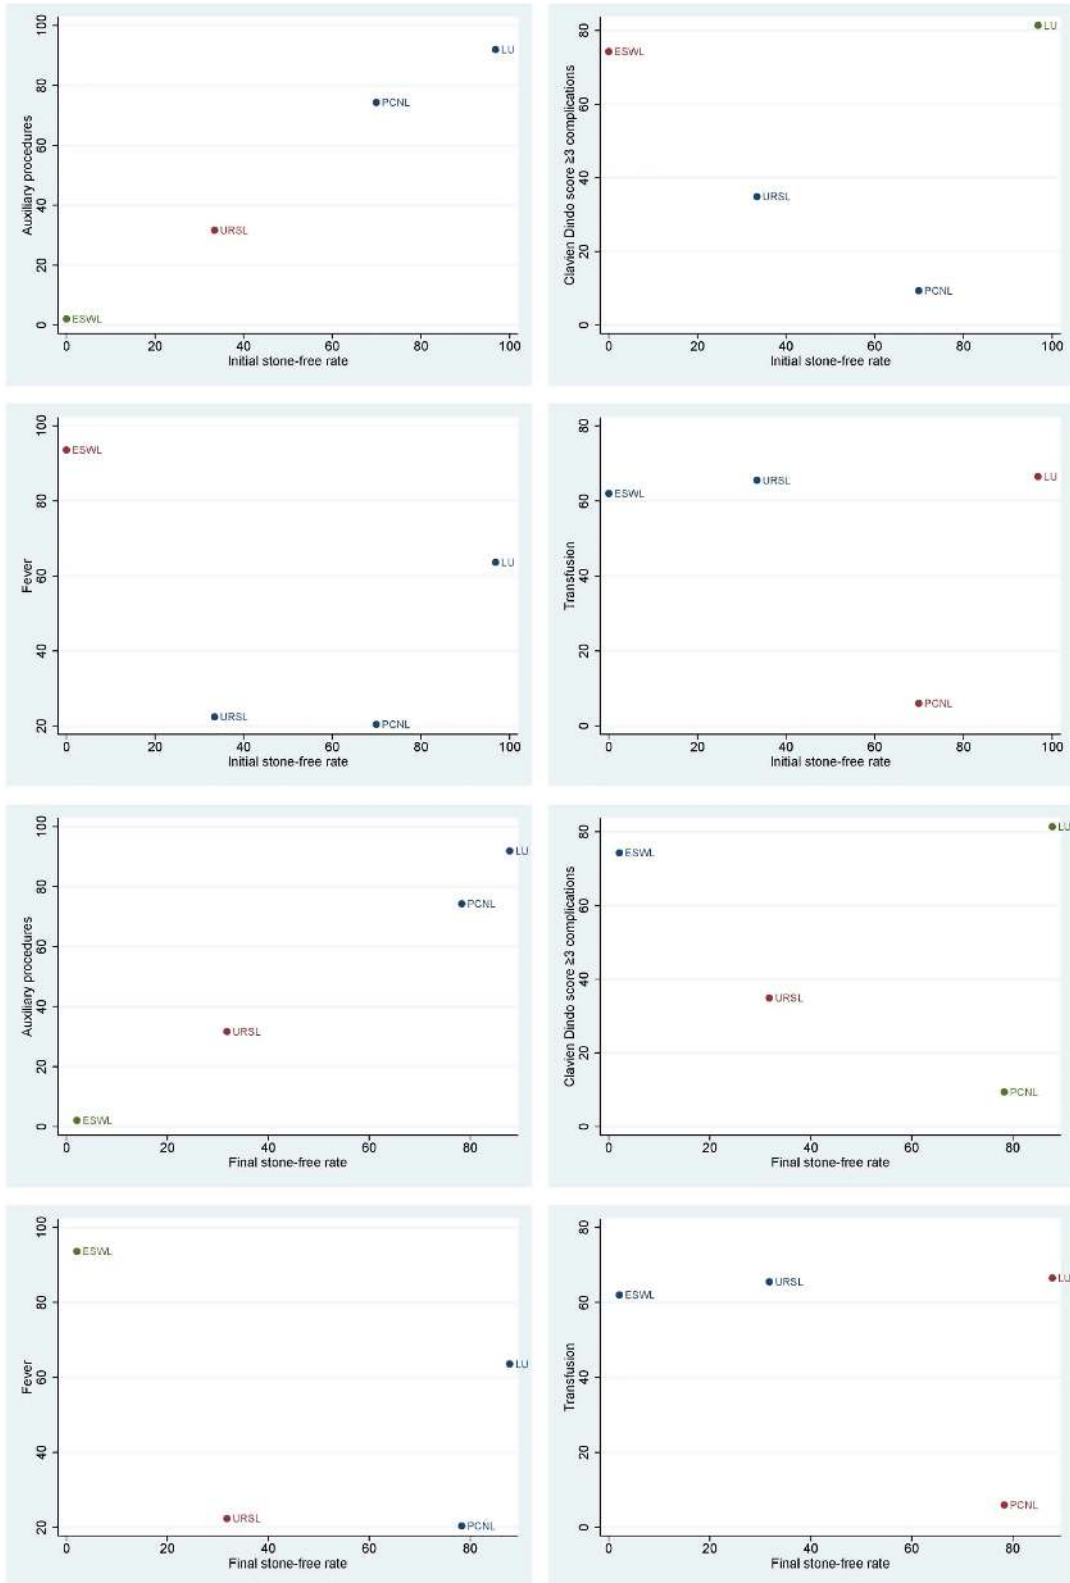 Auxiliary procedures
100
80
60
40
20
0
LU
PCNL
URSL
ESWL
0 20 40 60 80 100
Initial stone-free rate
Clavien Dindo score ≥3 complications
80
60
40
20
0
LU
ESWL
URSL
PCNL
0 20 40 60 80 100
Initial stone-free rate
Fever
100
80
60
40
20
ESWL
LU
URSL
PCNL
0 20 40 60 80 100
Initial stone-free rate
Transfusion
80
60
40
20
0
ESWL
URSL
LU
PCNL
0 20 40 60 80 100
Initial stone-free rate
Auxiliary procedures
100
80
60
40
20
0
LU
PCNL
URSL
ESWL
0 20 40 60 80
Final stone-free rate
Clavien Dindo score ≥3 complications
80
60
40
20
0
LU
ESWL
URSL
PCNL
0 20 40 60 80
Final stone-free rate
Fever
100
80
60
40
20
ESWL
LU
URSL
PCNL
0 20 40 60 80
Final stone-free rate
Transfusion
80
60
40
20
0
ESWL
URSL
LU
PCNL
0 20 40 60 80
Final stone-free rate